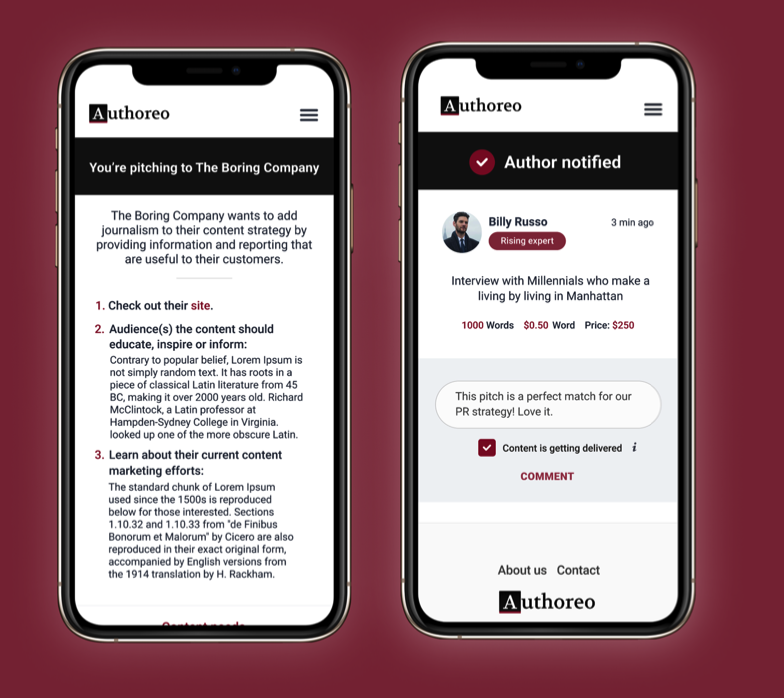 Authoreo
You're pitching to The Boring Company
The Boring Company wants to add
journalism to their content strategy by
providing information and reporting that
are useful to their customers.
1. Check out their site.
2. Audience(s) the content should
educate, inspire or inform:
Contrary to popular belief, Lorem Ipsum is
not simply random text. It has roots in a
piece of classical Latin literature from 45
BC, making it over 2000 years old. Richard
McClintock, a Latin professor at
Hampden-Sydney College in Virginia.
looked up one of the more obscure Latin.
3. Learn about their current content
marketing efforts:
The standard chunk of Lorem Ipsum
used since the 1500s is reproduced
below for those interested. Sections
1.10.32 and 1.10.33 from "de Finibus
Bonorum et Malorum" by Cicero are also
reproduced in their exact original form,
accompanied by English versions from
the 1914 translation by H. Rackham.
Content needs
Authoreo
Author notified
Billy Russo
3 min ago
Rising expert
Interview with Millennials who make a
living by living in Manhattan
1000 Words $0.50 Word Price: $250
This pitch is a perfect match for our
PR strategy! Love it.
Content is getting delivered i
COMMENT
About us Contact
Authoreo